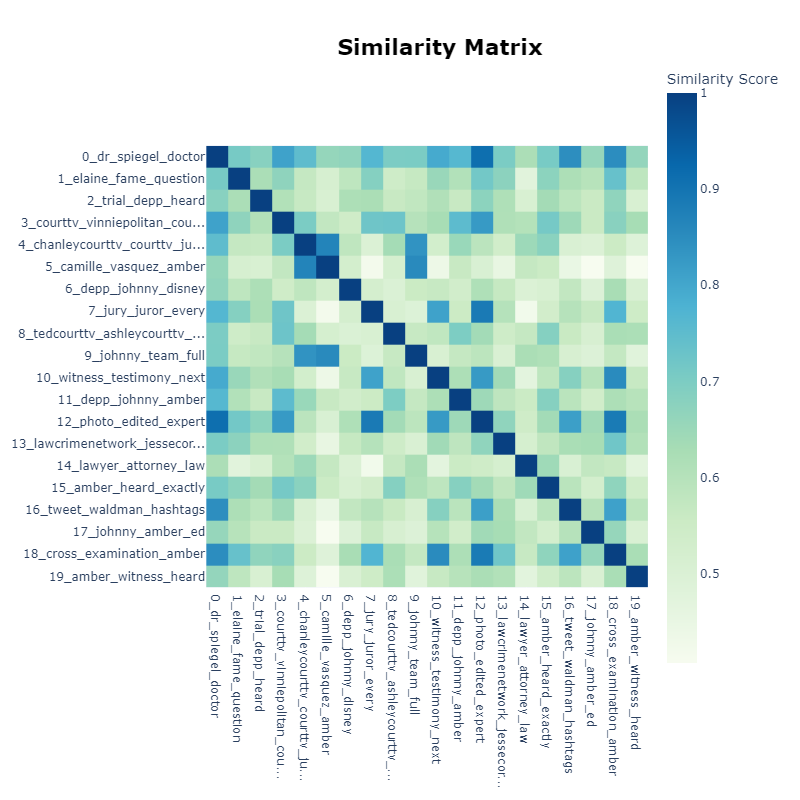 Similarity Matrix
Similarity Score
1
0.9
0.8
0.7
0.6
0.5
0_dr_spiegel_doctor
1_elaine_fame_question
2_trial_depp_heard
3_courttv_vinniepolitan_cou...
4_chanleycourttv_courttv_ju...
5_camille_vasquez_amber
6_depp_johnny_disney
7_jury_juror_every
8_tedcourttv_ashleycourttv_...
9_johnny_team_full
10_witness_testimony_next
11_depp_johnny_amber
12_photo_edited_expert
13_lawcrimenetwork_jessecor...
14_lawyer_attorney_law
15_amber_heard_exactly
16_tweet_waldman_hashtags
17_johnny_amber_ed
18_cross_examination_amber
19_amber_witness_heard
0_dr_spiegel_doctor
1_elaine_fame_question
2_trial_depp_heard
3_courttv_vinniepolitan_cou...
4_chanleycourttv_courttv_ju...
5_camille_vasquez_amber
6_depp_johnny_disney
7_jury_juror_every
8_tedcourttv_ashleycourttv_...
9_johnny_team_full
10_witness_testimony_next
11_depp_johnny_amber
12_photo_edited_expert
13_lawcrimenetwork_jessecor...
14_lawyer_attorney_law
15_amber_heard_exactly
16_tweet_waldman_hashtags
17_johnny_amber_ed
18_cross_examination_amber
19_amber_witness_heard